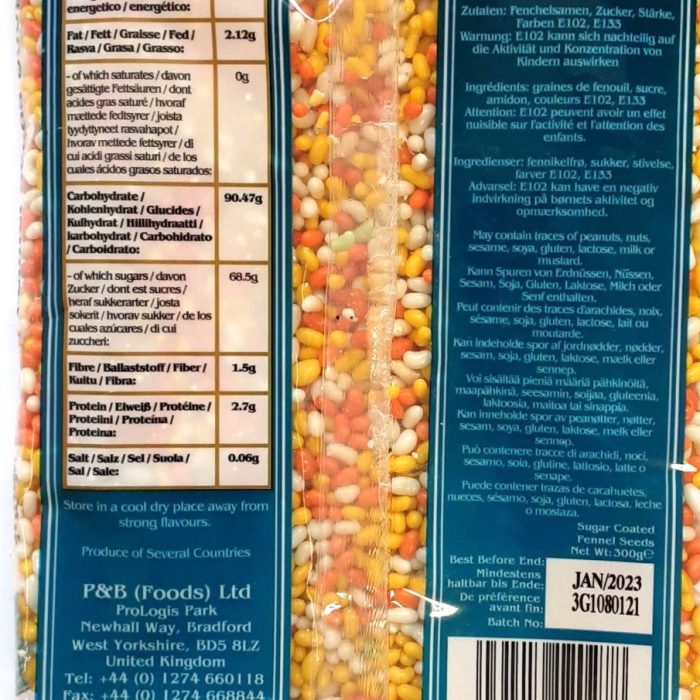 energetico / energético:
Fat / Fett / Graisse / Fed /
Rasva / Grasa / Grasso:
2.12g
- of which saturates / davon
gesättigte Fettsäuren / dont
acides gras saturé / hvoraf
mættede fedtsyrer / joista
tyydyttyneet rasvahapot /
hvorav mettede fettsyrer / di
cui acidi grassi saturi / de los
cuales ácidos grasos saturados:
0g
Carbohydrate /
Kohlenhydrat / Glucides /
Kulhydrat / Hiilihydraatti /
karbohydrat / Carbohidrato
/ Carboidrato:
90.47g
- of which sugars / davon
Zucker / dont est sucres /
heraf sukkerarter / josta
sokerit / hvorav sukker / de los
cuales azúcares / di cui
zuccheri:
68.5g
Fibre / Ballaststoff / Fiber /
Kuitu / Fibra:
1.5g
Protein / Eiweiß / Protéine /
Proteiini / Proteína /
Proteina:
2.7g
Salt / Salz / Sel / Suola /
Sal / Sale:
0.06g
Store in a cool dry place away from
strong flavours.
Produce of Several Countries
P&B (Foods) Ltd
ProLogis Park
Newhall Way, Bradford
West Yorkshire, BD5 8LZ
United Kingdom
Tel: +44 (0) 1274 660118
Fax: +44 (0) 1274 668844
Zutaten: Fenchelsamen, Zucker, Stärke,
Farben E102, E133
Warnung: E102 kann sich nachteilig auf
die Aktivität und Konzentration von
Kindern auswirken
Ingrédients: graines de fenouil, sucre,
amidon, couleurs E102, E133
Attention: E102 peuvent avoir un effet
nuisible sur l'activité et l'attention des
enfants.
Ingredienser: fennikelfrø, sukker, stivelse,
farver E102, E133
Advarsel: E102 kan have en negativ
indvirkning på børnets aktivitet og
opmærksomhed.
May contain traces of peanuts, nuts,
sesame, soya, gluten, lactose, milk or
mustard.
Kann Spuren von Erdnüssen, Nüssen,
Sesam, Soja, Gluten, Laktose, Milch oder
Senf enthalten.
Peut contenir des traces d'arachides, noix,
sésame, soja, gluten, lactose, lait ou
moutarde.
Kan indeholde spor af jordnødder, nødder,
sesam, soja, gluten, laktose, mælk eller
sennep.
Voi sisältää pieniä määriä pähkinöitä,
maapähkinä, seesamin, soijaa, gluteenia,
laktoosia, maitoa tai sinappia.
Kan inneholde spor av peanøtter, nøtter,
sesam, soya, gluten, laktose, melk eller
sennep.
Può contenere tracce di arachidi, noci,
sesamo, soia, glutine, lattosio, latte o
senape.
Puede contener trazas de cacahuetes,
nueces, sésamo, soja, gluten, lactosa, leche
o mostaza.
Sugar Coated
Fennel Seeds
Net Wt: 300g℮
Best Before End:
Mindestens
haltbar bis Ende:
De préférence
avant fin:
Batch No:
JAN/2023
3G1080121